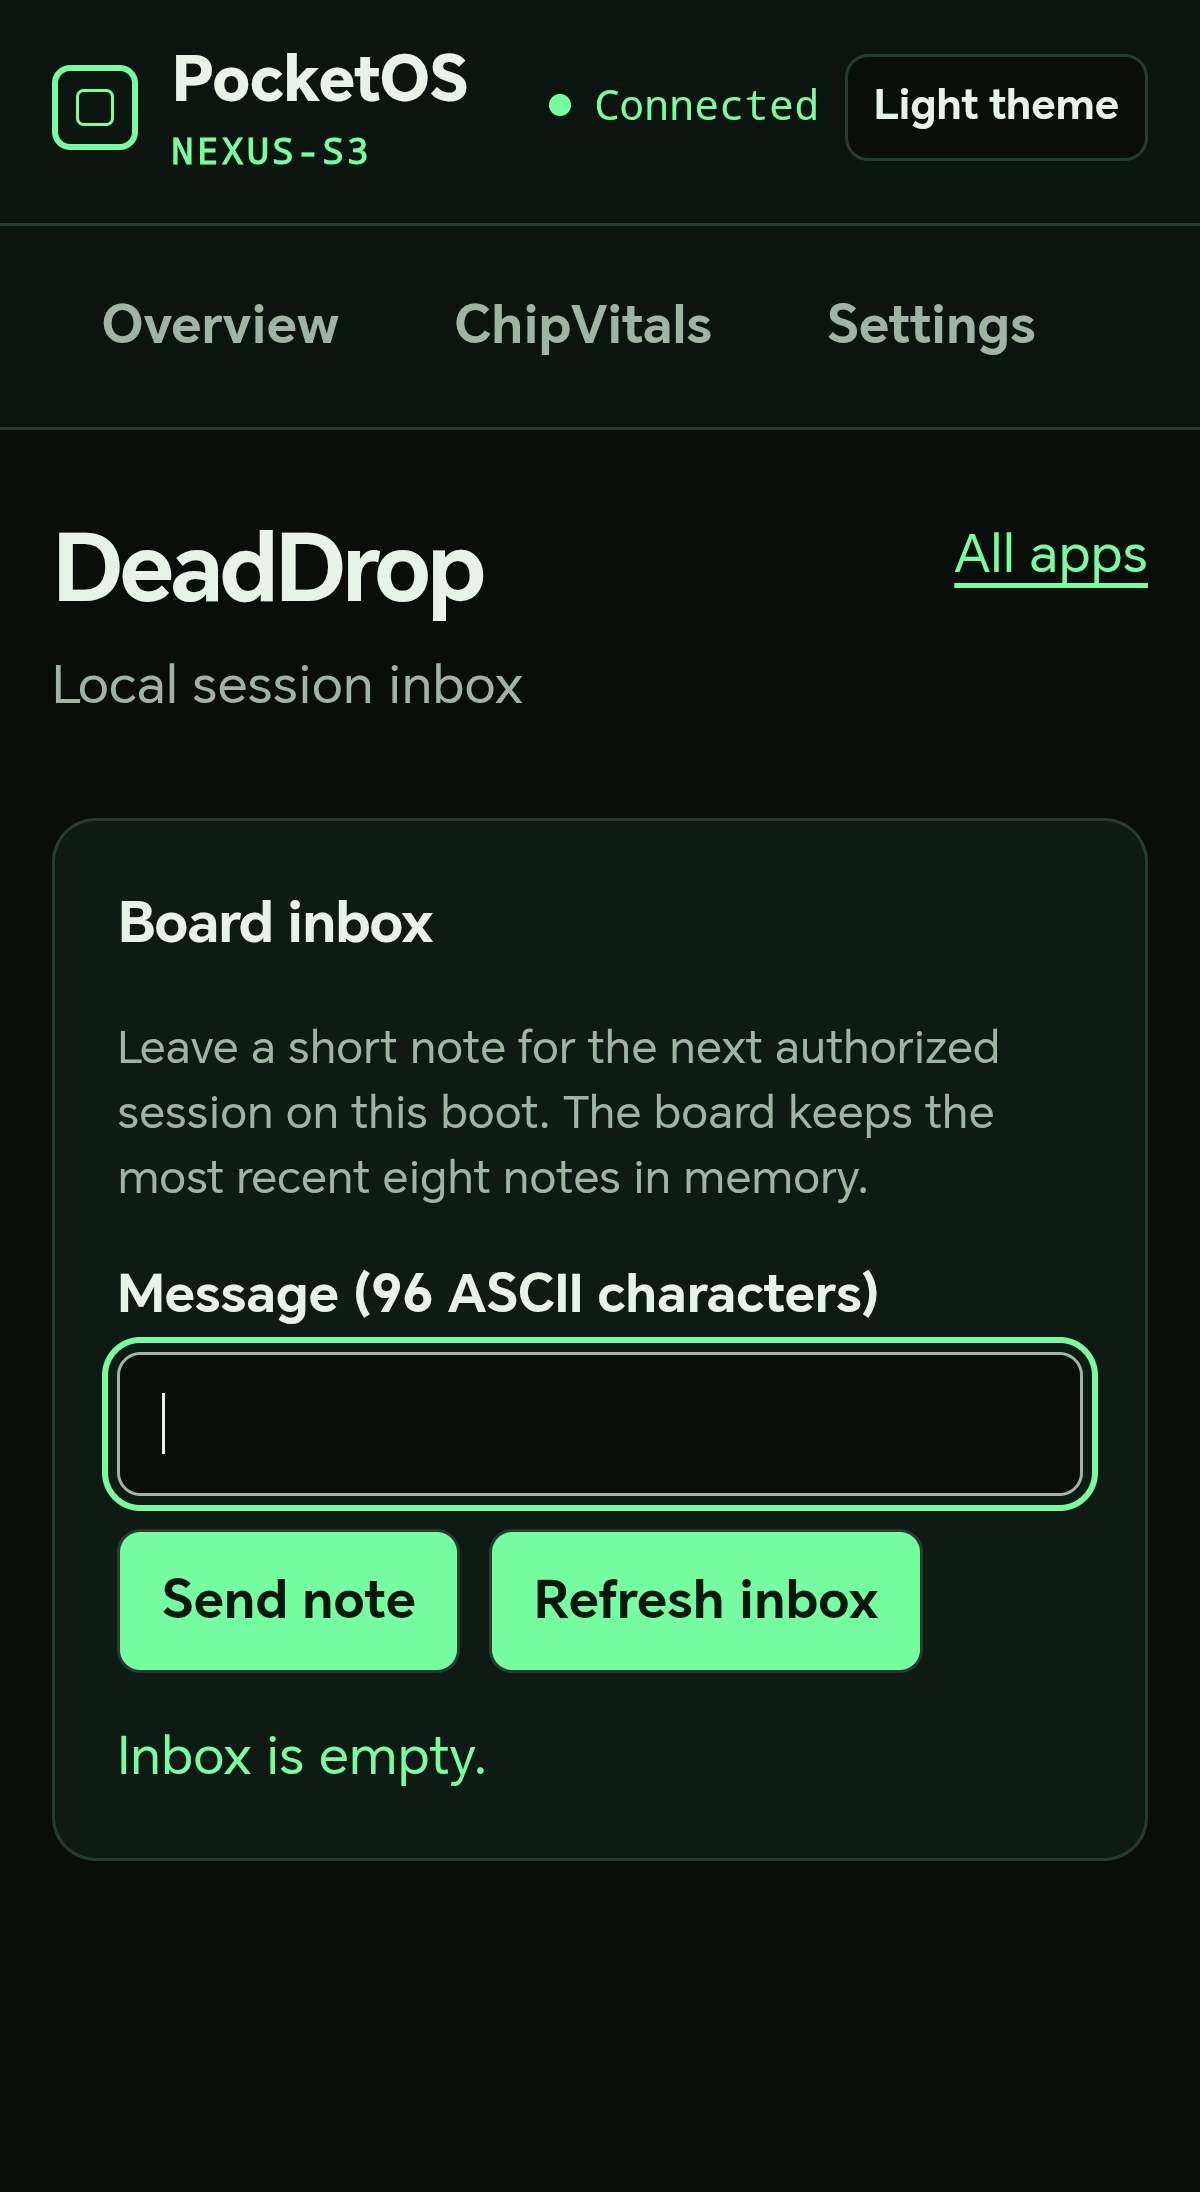 PocketOS
NEXUS-S3
Connected
Light theme
Overview ChipVitals Settings
DeadDrop
All apps
Local session inbox
Board inbox
Leave a short note for the next authorized
session on this boot. The board keeps the
most recent eight notes in memory.
Message (96 ASCII characters)
Send note Refresh inbox
Inbox is empty.